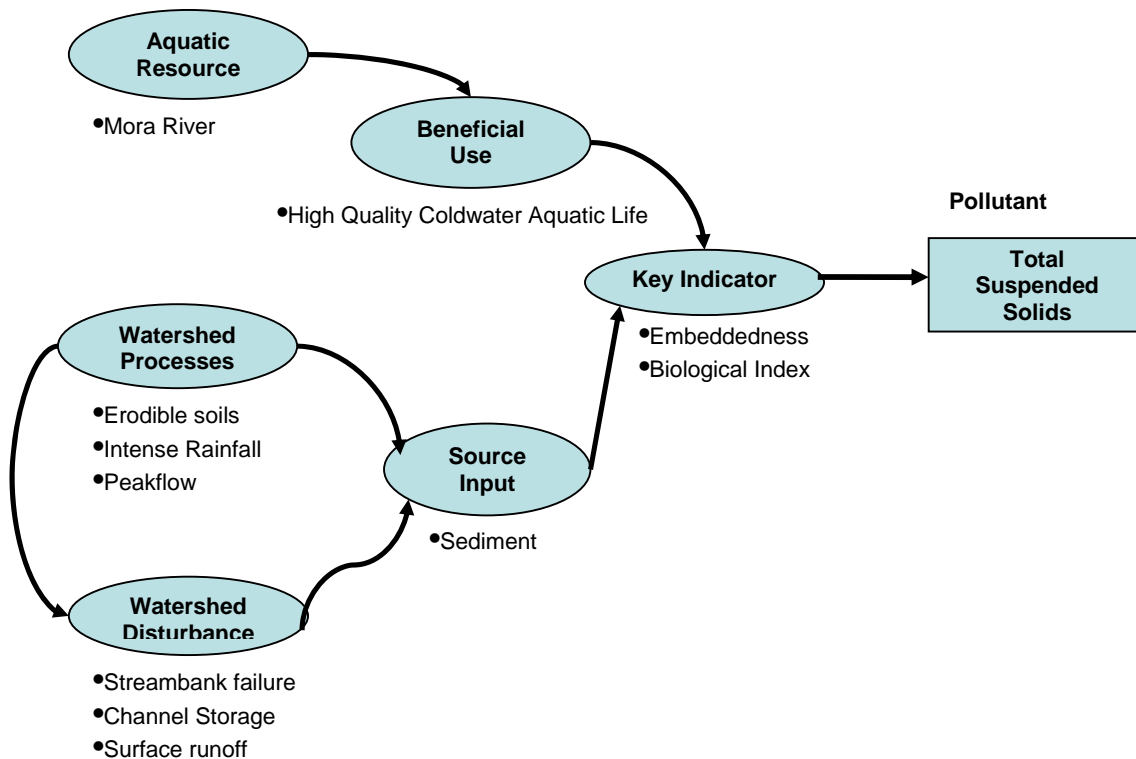 Aquatic
Resource
•Mora River
Beneficial
Use
•High Quality Coldwater Aquatic Life
Key Indicator
•Embeddedness
•Biological Index
Pollutant
Total
Suspended
Solids
Watershed
Processes
•Erodible soils
•Intense Rainfall
•Peakflow
Source
Input
•Sediment
Watershed
Disturbance
•Streambank failure
•Channel Storage
•Surface runoff